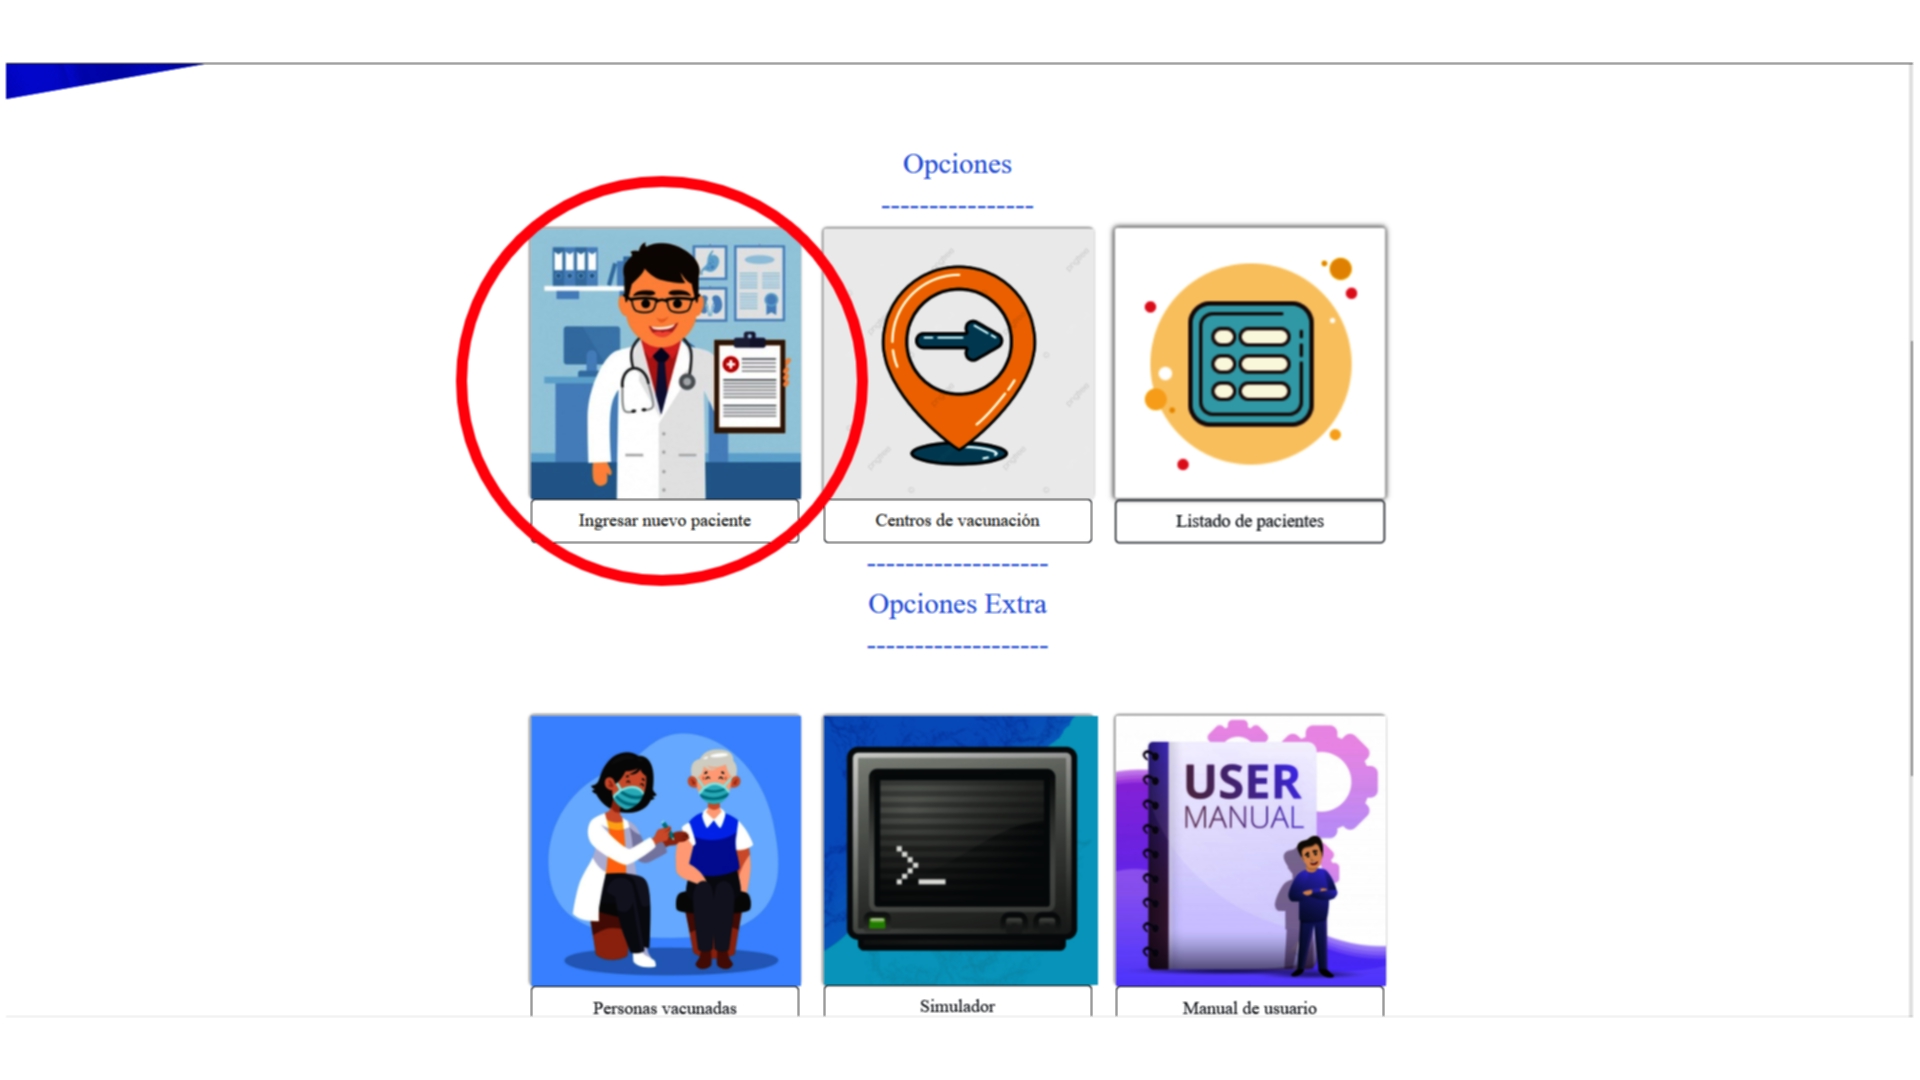 Opciones
----------------
Ingresar nuevo paciente
Centros de vacunación
Listado de pacientes
-------------------
Opciones Extra
-------------------
USER
MANUAL
>_
Personas vacunadas
Simulador
Manual de usuario